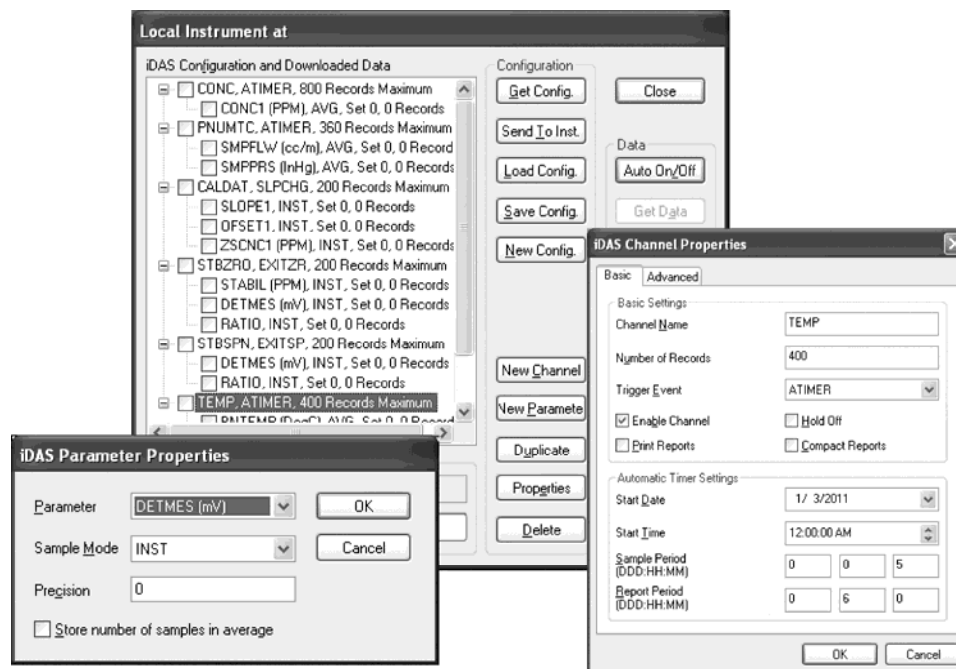 Local Instrument at
iDAS Configuration and Downloaded Data
CONC, ATIMER, 800 Records Maximum
CONC1 (PPM), AVG, Set 0, 0 Records
PNUMTC, ATIMER, 360 Records Maximum
SMPFLW (cc/m), AVG, Set 0, 0 Record
SMPPRS (InHg), AVG, Set 0, 0 Records
CALDAT, SLPCHG, 200 Records Maximum
SLOPE1, INST, Set 0, 0 Records
OFSET1, INST, Set 0, 0 Records
ZSCNC1 (PPM), INST, Set 0, 0 Records
STBZRO, EXITZR, 200 Records Maximum
STABIL (PPM), INST, Set 0, 0 Records
DETMES (mV), INST, Set 0, 0 Records
RATIO, INST, Set 0, 0 Records
STBSPN, EXITSP, 200 Records Maximum
DETMES (mV), INST, Set 0, 0 Records
RATIO, INST, Set 0, 0 Records
TEMP, ATIMER, 400 Records Maximum
BNTEMP (DegC), AVG, Set 0, 0 Record
Configuration
Get Config.
Send To Inst.
Load Config.
Save Config.
New Config.
New Channel
New Paramete
Duplicate
Properties
Delete
Close
Data
Auto On/Off
Get Data
iDAS Channel Properties
Basic
Advanced
Basic Settings
Channel Name
TEMP
Number of Records
400
Trigger Event
ATIMER
Enable Channel
Hold Off
Print Reports
Compact Reports
Automatic Timer Settings
Start Date
1/ 3/2011
Start Time
12:00:00 AM
Sample Period
(DDD:HH:MM)
0 0 5
Report Period
(DDD:HH:MM)
0 6 0
OK
Cancel
iDAS Parameter Properties
Parameter
DETMES (mV)
OK
Sample Mode
INST
Cancel
Precision
0
Store number of samples in average